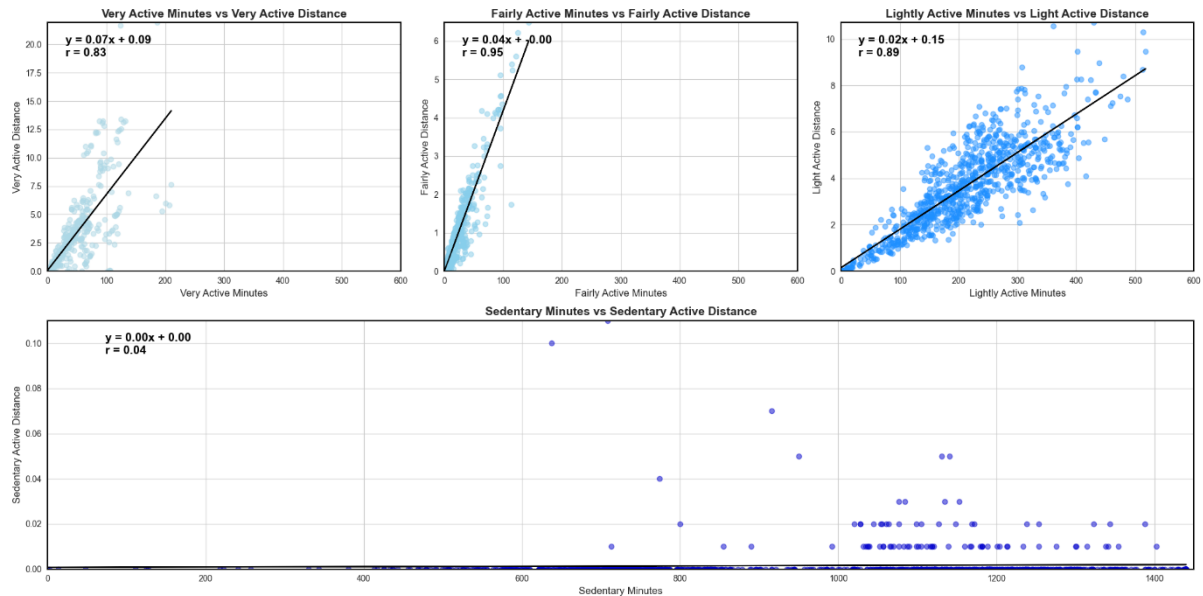 Very Active Minutes vs Very Active Distance
y = 0.07x + 0.09
r = 0.83
Very Active Distance
20.0
17.5
15.0
12.5
10.0
7.5
5.0
2.5
0.0
0 100 200 300 400 500 600
Very Active Minutes
Fairly Active Minutes vs Fairly Active Distance
y = 0.04x + -0.00
r = 0.95
Fairly Active Distance
6
5
4
3
2
1
0
0 100 200 300 400 500 600
Fairly Active Minutes
Lightly Active Minutes vs Light Active Distance
y = 0.02x + 0.15
r = 0.89
Light Active Distance
10
8
6
4
2
0
0 100 200 300 400 500 600
Lightly Active Minutes
Sedentary Minutes vs Sedentary Active Distance
y = 0.00x + 0.00
r = 0.04
Sedentary Active Distance
0.10
0.08
0.06
0.04
0.02
0.00
0 200 400 600 800 1000 1200 1400
Sedentary Minutes